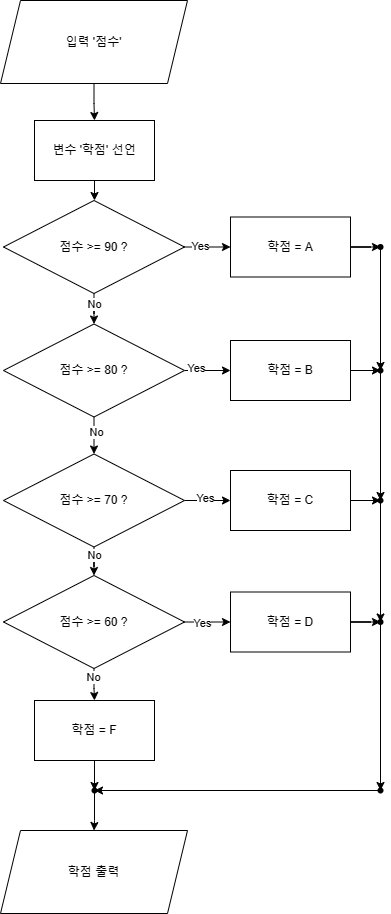 입력 '점수'
변수 '학점' 선언
점수 >= 90 ?
Yes
학점 = A
No
점수 >= 80 ?
Yes
학점 = B
No
점수 >= 70 ?
Yes
학점 = C
No
점수 >= 60 ?
Yes
학점 = D
No
학점 = F
학점 출력